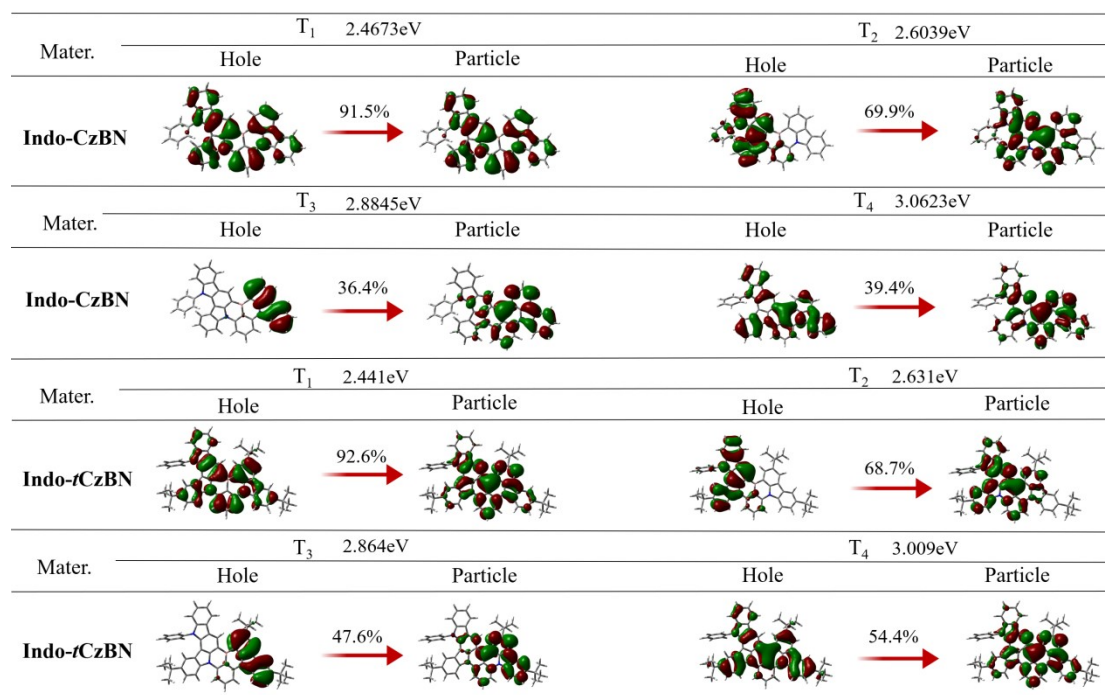 T1 2.4673eV T2 2.6039eV
Mater.
Hole Particle Hole Particle
91.5% 69.9%
Indo-CzBN
T3 2.8845eV T4 3.0623eV
Mater.
Hole Particle Hole Particle
36.4% 39.4%
Indo-CzBN
T1 2.441eV T2 2.631eV
Mater.
Hole Particle Hole Particle
92.6% 68.7%
Indo-tCzBN
T3 2.864eV T4 3.009eV
Mater.
Hole Particle Hole Particle
47.6% 54.4%
Indo-tCzBN